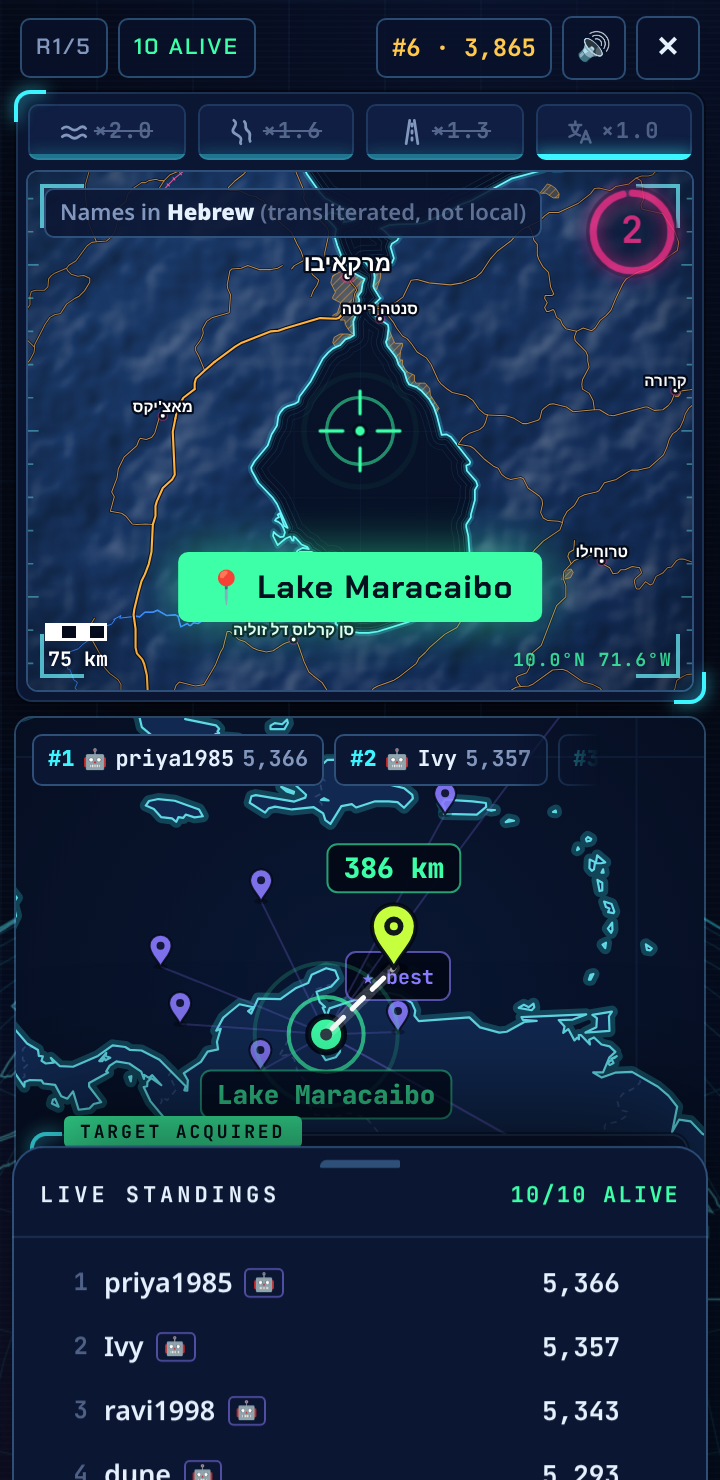 R1/5
10 ALIVE
#6 · 3,865
×2.0
×1.6
×1.3
×1.0
Names in Hebrew (transliterated, not local)
2
מרקאיבו
סנטה ריטה
קרורה
מאצ'יקס
טרוחילו
Lake Maracaibo
סן קרלוס דל זוליה
75 km
10.0°N 71.6°W
#1 priya1985 5,366
#2 Ivy 5,357
#3
386 km
★ best
Lake Maracaibo
TARGET ACQUIRED
LIVE STANDINGS
10/10 ALIVE
1 priya1985 5,366
2 Ivy 5,357
3 ravi1998 5,343
4 dune 5,293